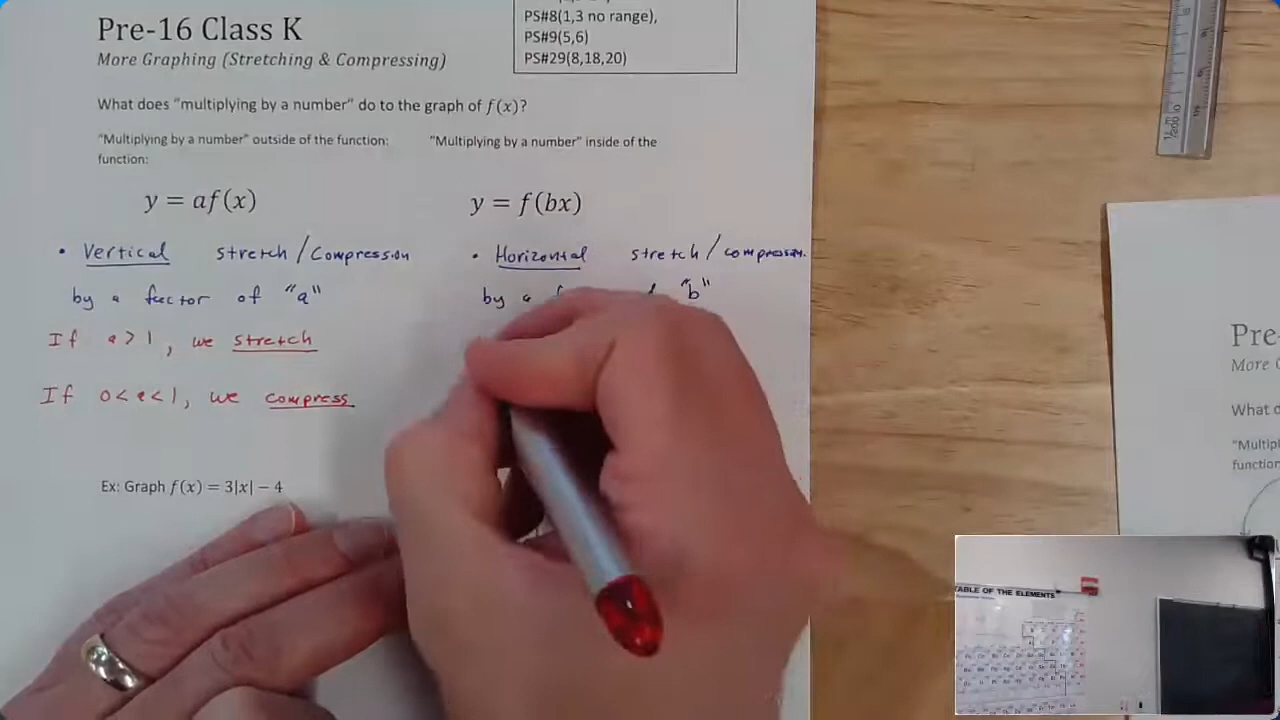 Pre-16 Class K
More Graphing (Stretching & Compressing)
PS#8(1,3 no range),
PS#9(5,6)
PS#29(8,18,20)
What does "multiplying by a number" do to the graph of f(x)?
"Multiplying by a number" outside of the function:
"Multiplying by a number" inside of the
function:
y = af(x)
y = f(bx)
• Vertical stretch/Compression
by a factor of "a"
• Horizontal stretch/compression.
by a "b"
If a > 1, we stretch
If 0<a<1, we compress
Ex: Graph f(x) = 3|x| − 4
Pre-
More
What
"Multipl
function
TABLE OF THE ELEMENTS